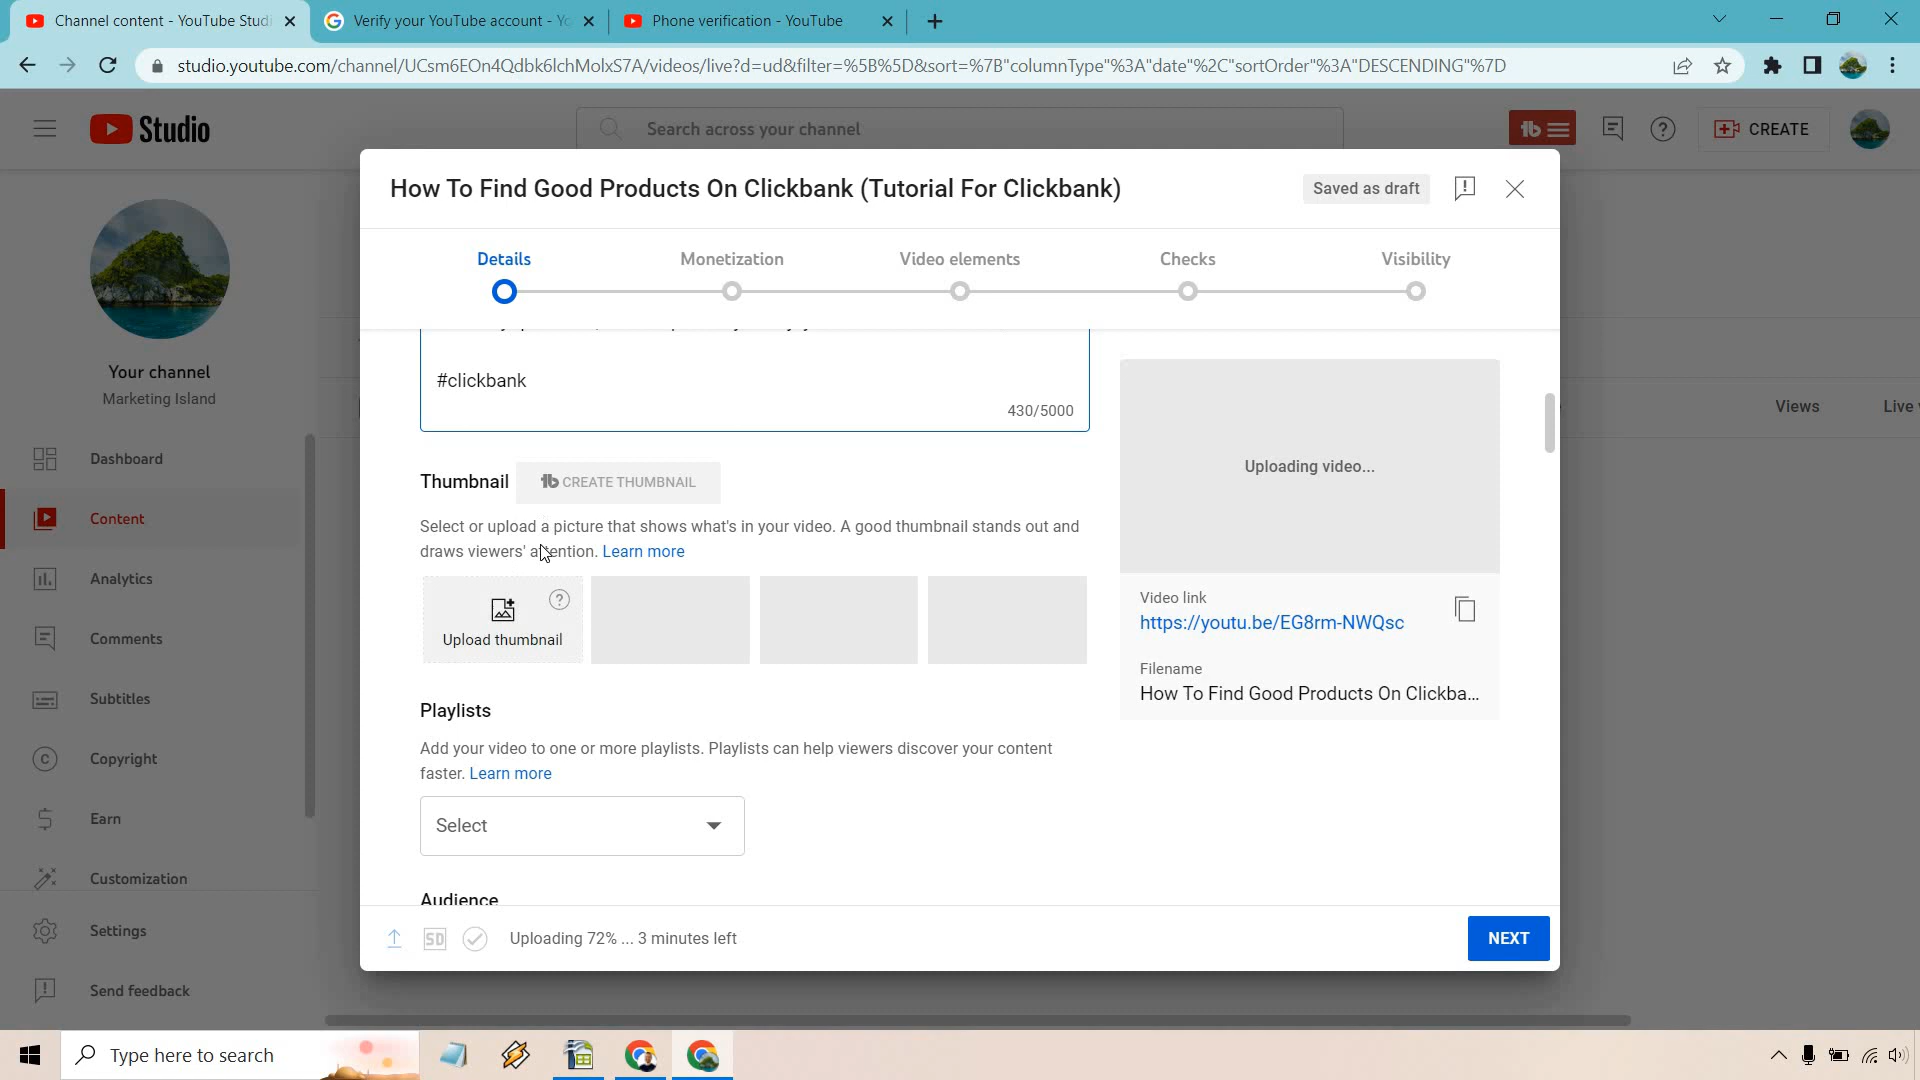 Channel content - YouTube Studi
Verify your YouTube account - Yo
Phone verification - YouTube
studio.youtube.com/channel/UCsm6EOn4Qdbk6lchMolxS7A/videos/live?d=ud&filter=%5B%5D&sort=%7B"columnType"%3A"date"%2C"sortOrder"%3A"DESCENDING"%7D
Studio
Search across your channel
CREATE
How To Find Good Products On Clickbank (Tutorial For Clickbank)
Saved as draft
Details
Monetization
Video elements
Checks
Visibility
Your channel
Marketing Island
Dashboard
Content
Analytics
Comments
Subtitles
Copyright
Earn
Customization
Settings
Send feedback
#clickbank
430/5000
Thumbnail
CREATE THUMBNAIL
Select or upload a picture that shows what's in your video. A good thumbnail stands out and
draws viewers' attention. Learn more
Upload thumbnail
Playlists
Add your video to one or more playlists. Playlists can help viewers discover your content
faster. Learn more
Select
Audience
Uploading video...
Video link
https://youtu.be/EG8rm-NWQsc
Filename
How To Find Good Products On Clickba...
Views
Live
SD
Uploading 72% ... 3 minutes left
NEXT
Type here to search